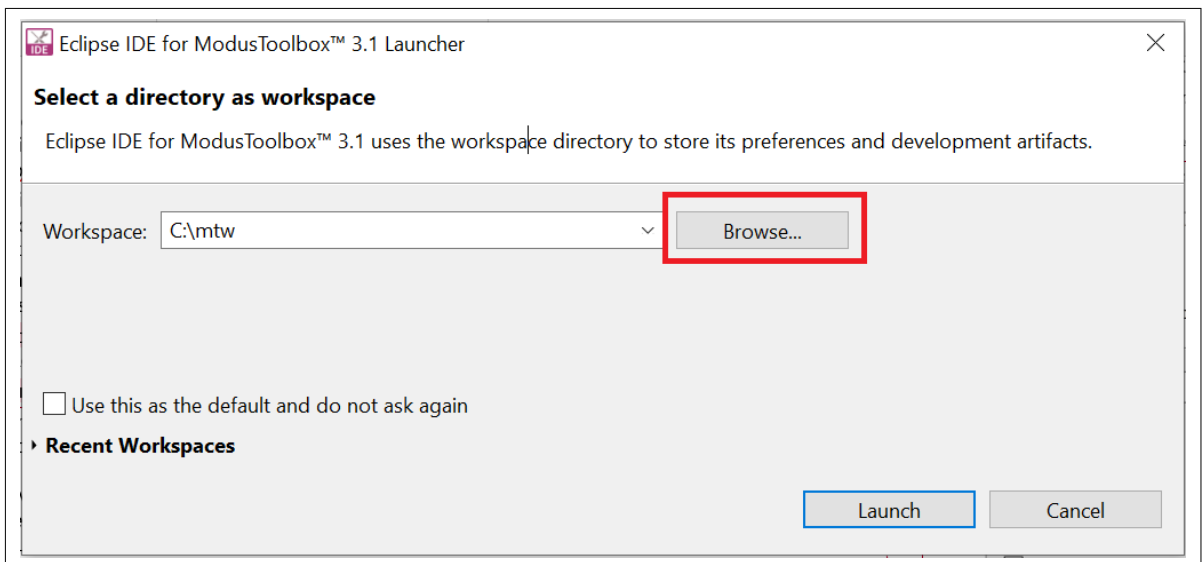 IDE Eclipse IDE for ModusToolbox™ 3.1 Launcher
Select a directory as workspace
Eclipse IDE for ModusToolbox™ 3.1 uses the workspace directory to store its preferences and development artifacts.
Workspace: C:\mtw Browse...
Use this as the default and do not ask again
Recent Workspaces
Launch Cancel